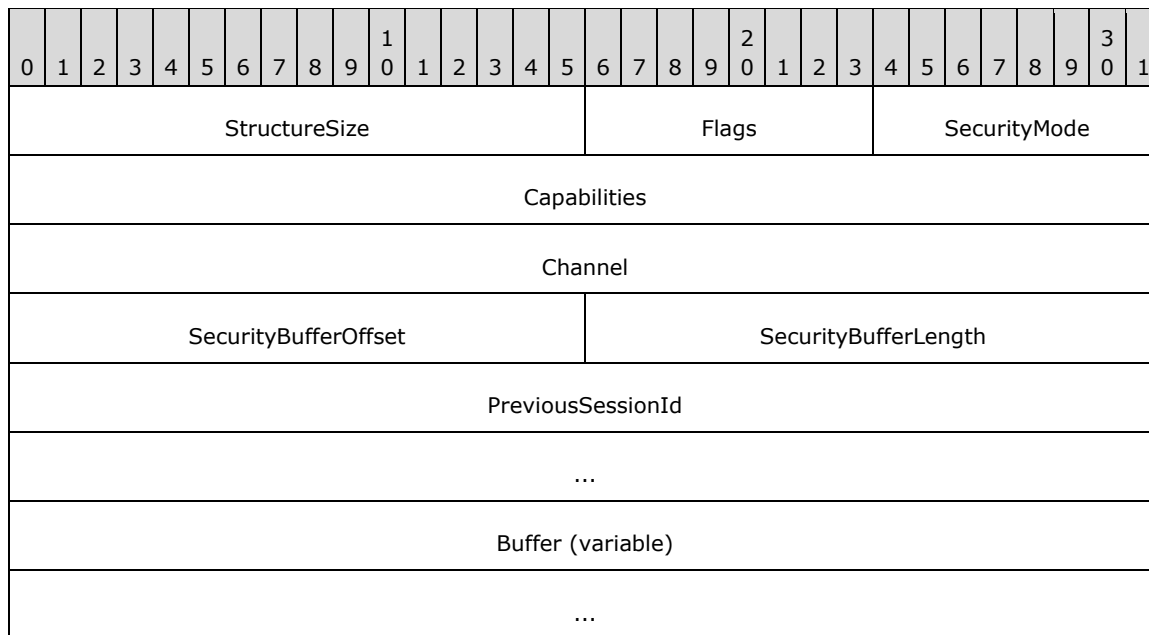 1 2 3
0 1 2 3 4 5 6 7 8 9 0 1 2 3 4 5 6 7 8 9 0 1 2 3 4 5 6 7 8 9 0 1
StructureSize Flags SecurityMode
Capabilities
Channel
SecurityBufferOffset SecurityBufferLength
PreviousSessionId
...
Buffer (variable)
...